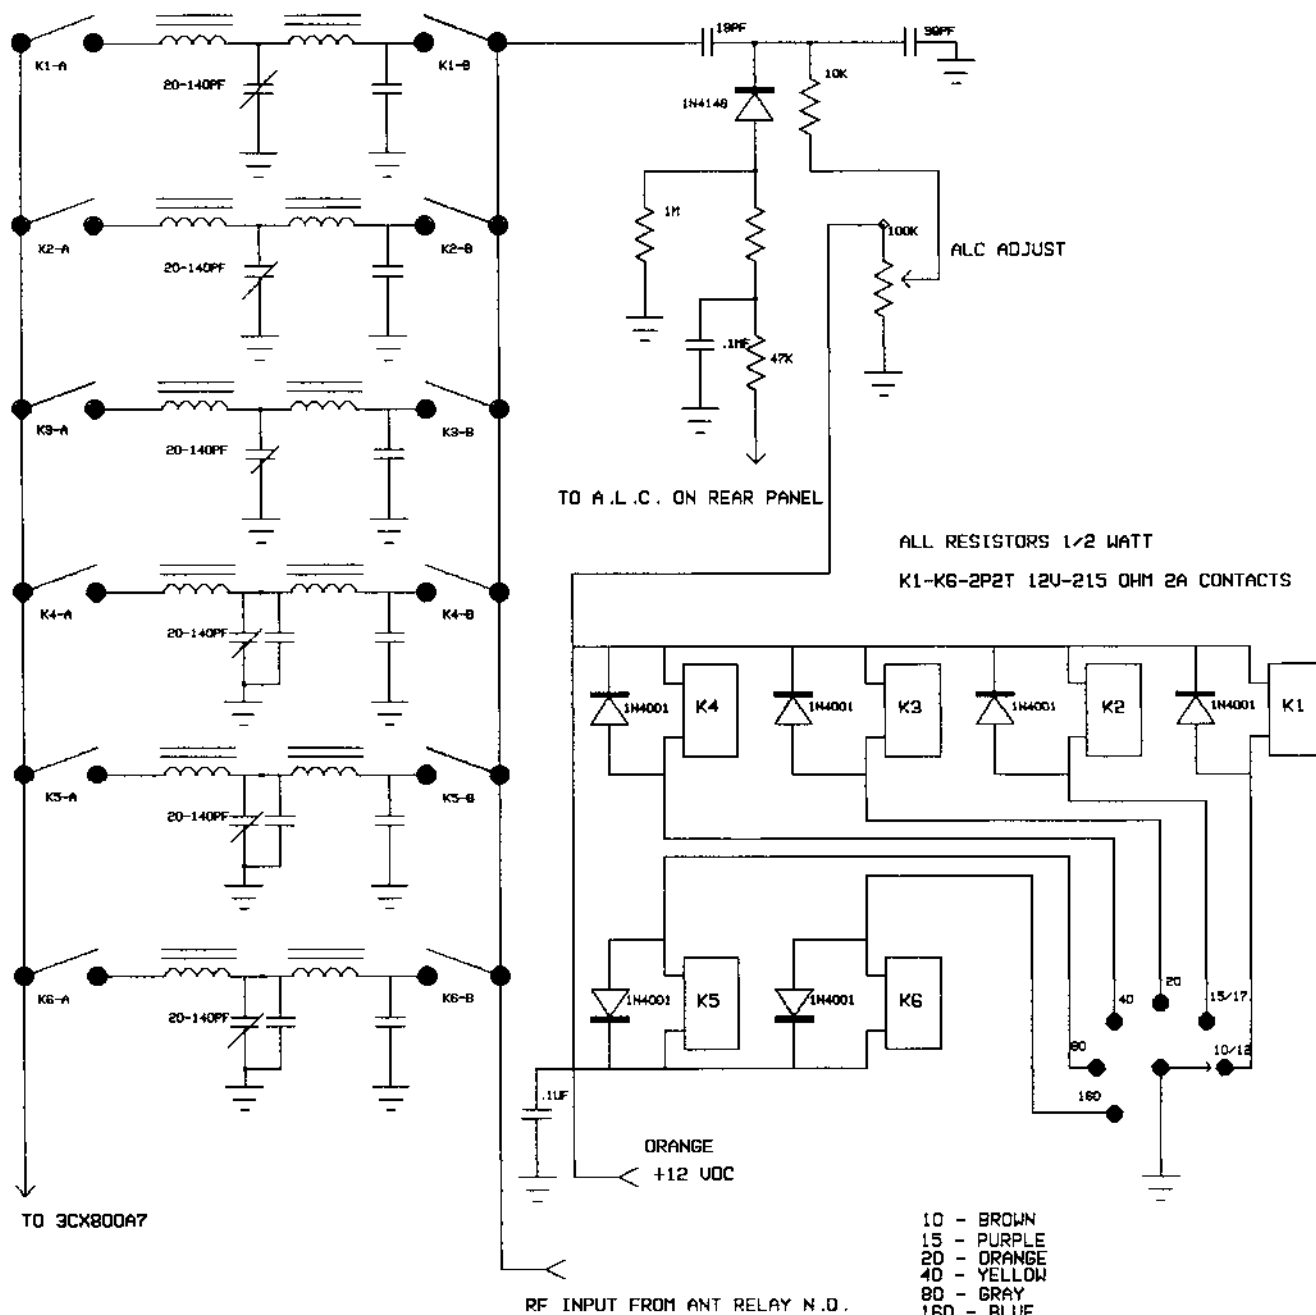 K1-A
20-140PF
K1-B
18PF
1N4148
10K
1M
100K
ALC ADJUST
.1MF
47K
TO A.L.C. ON REAR PANEL
K2-A
20-140PF
K2-B
K3-A
20-140PF
K3-B
K4-A
20-140PF
K4-B
K5-A
20-140PF
K5-B
K6-A
20-140PF
K6-B
TO 3CX800A7
ALL RESISTORS 1/2 WATT
K1-K6-2P2T 12V-215 OHM 2A CONTACTS
1N4001
K4
1N4001
K3
1N4001
K2
1N4001
K1
1N4001
K5
1N4001
K6
20
40
15/17
80
10/12
160
.1UF
ORANGE
+12 VDC
10 - BROWN
15 - PURPLE
20 - ORANGE
40 - YELLOW
80 - GRAY
160 - BLUE
RF INPUT FROM ANT RELAY N.O.